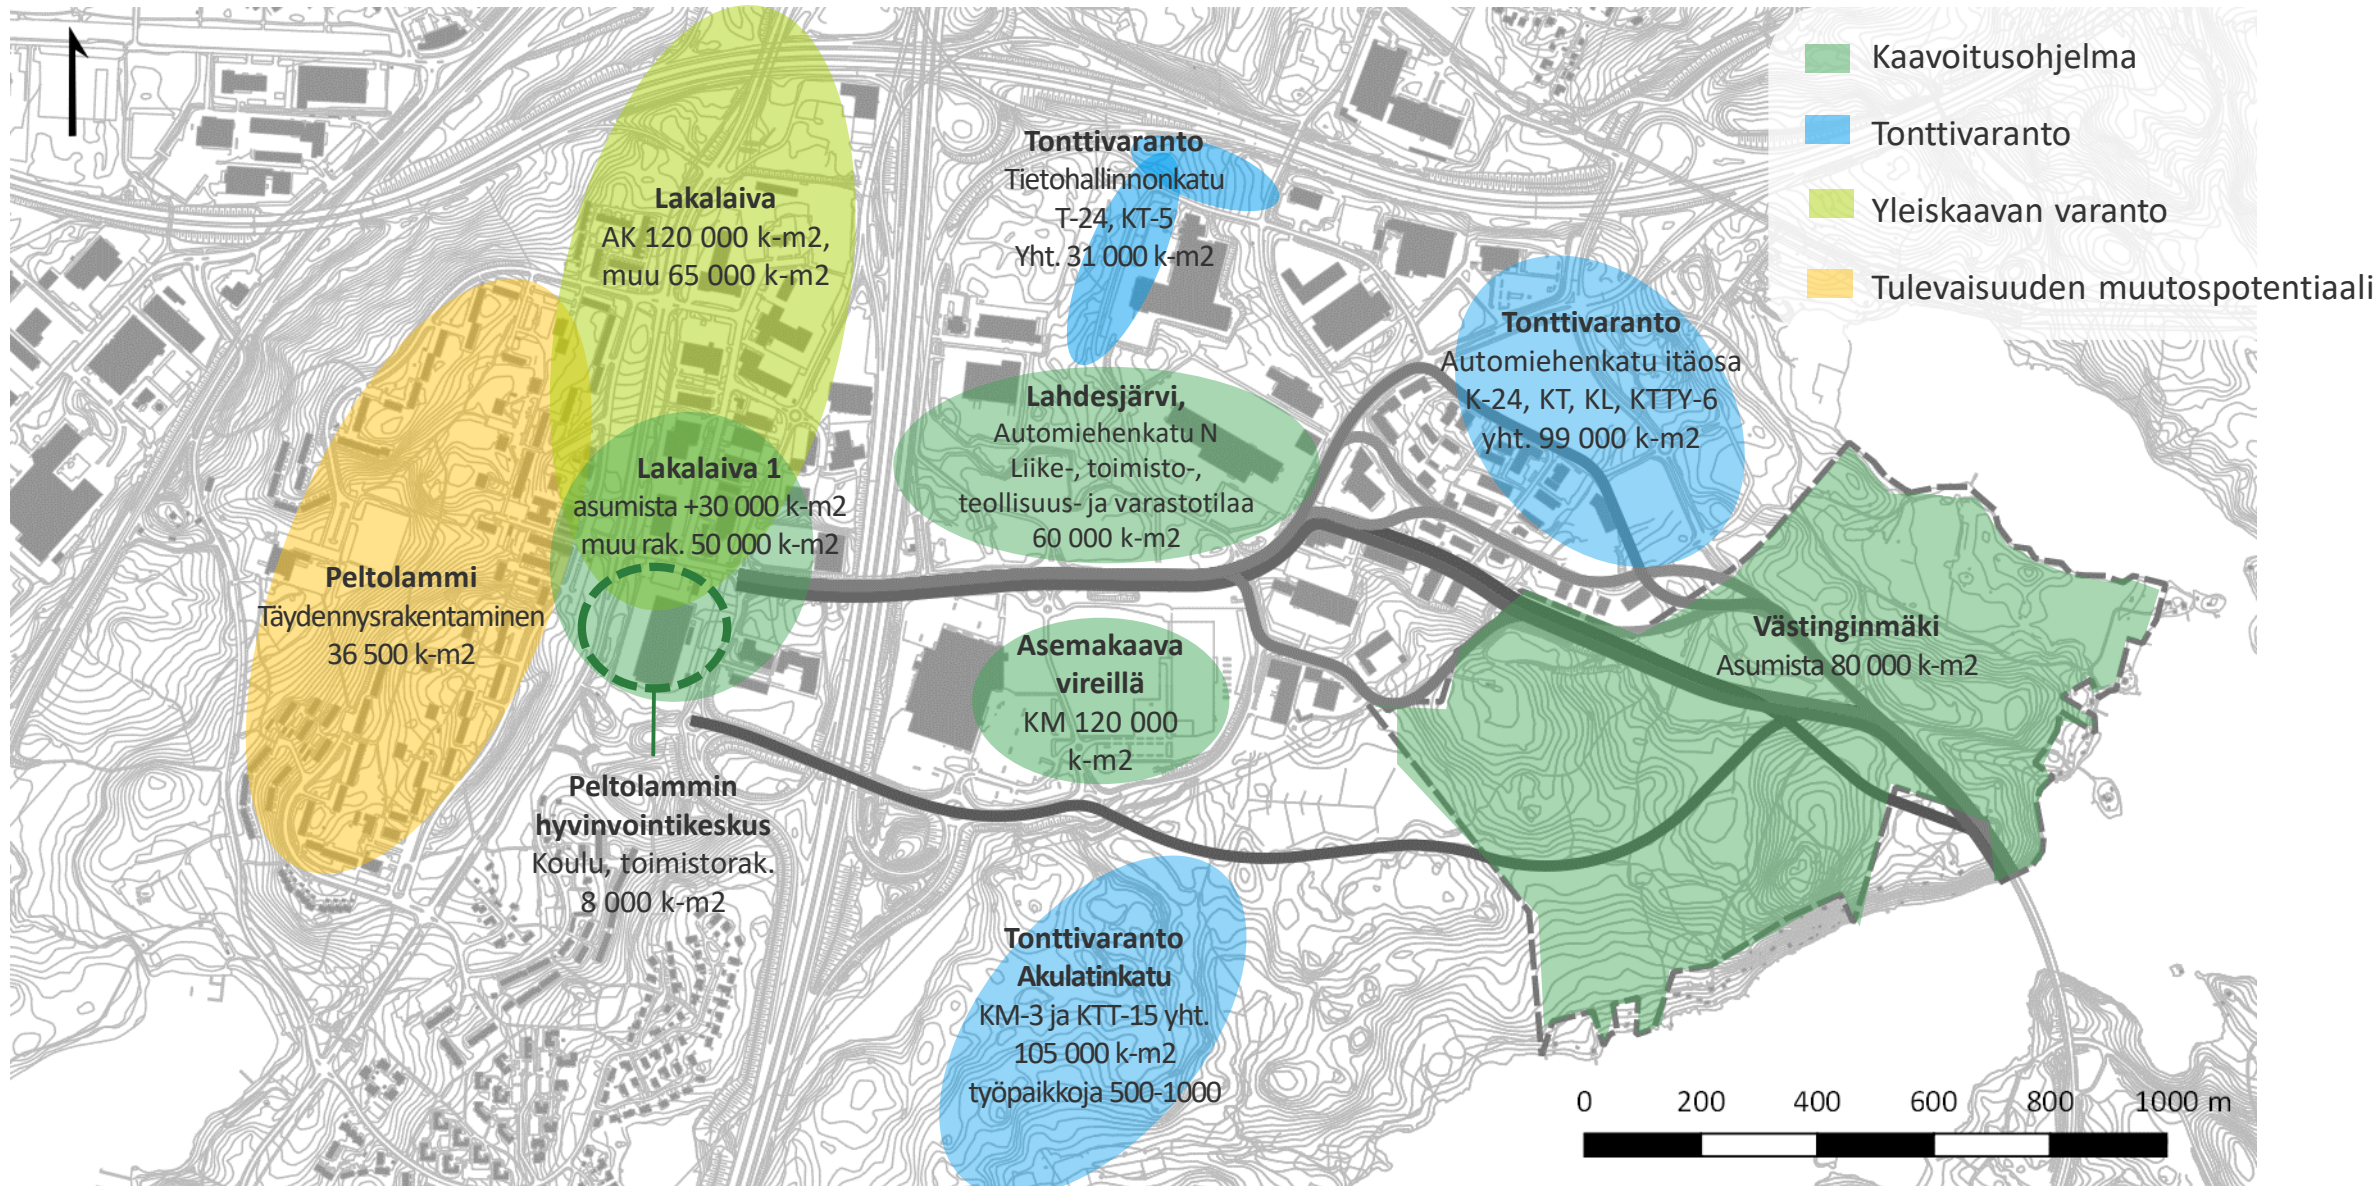 Kaavoitusohjelma
Tonttivaranto
Yleiskaavan varanto
Tulevaisuuden muutospotentiaali
Lakalaiva
AK 120 000 k-m2,
muu 65 000 k-m2
Tonttivaranto
Tietohallinnonkatu
T-24, KT-5
Yht. 31 000 k-m2
Tonttivaranto
Automiehenkatu itäosa
K-24, KT, KL, KTTY-6
yht. 99 000 k-m2
Lahdesjärvi,
Automiehenkatu N
Liike-, toimisto-,
teollisuus- ja varastotilaa
60 000 k-m2
Lakalaiva 1
asumista +30 000 k-m2
muu rak. 50 000 k-m2
Peltolammi
Täydennysrakentaminen
36 500 k-m2
Asemakaava
vireillä
KM 120 000
k-m2
Västinginmäki
Asumista 80 000 k-m2
Peltolammin
hyvinvointikeskus
Koulu, toimistorak.
8 000 k-m2
Tonttivaranto
Akulatinkatu
KM-3 ja KTT-15 yht.
105 000 k-m2
työpaikkoja 500-1000
0 200 400 600 800 1000 m